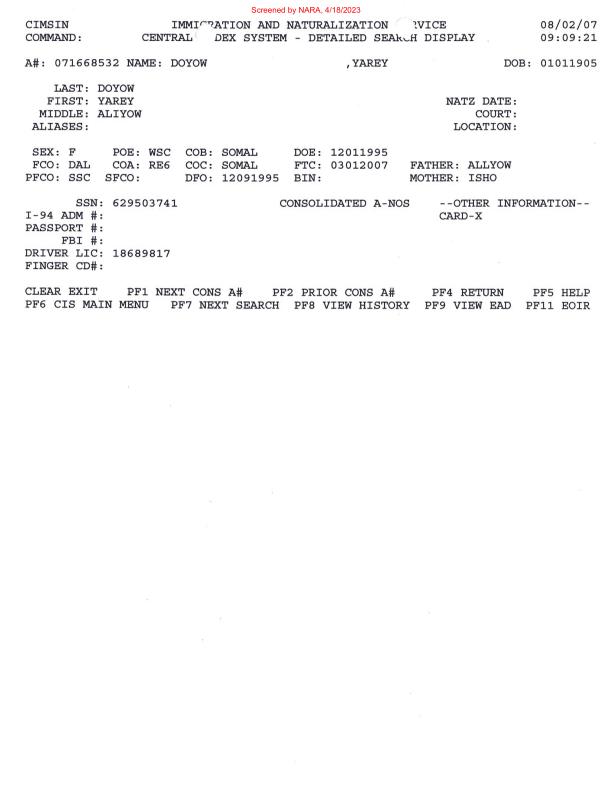 Screened by NARA, 4/18/2023
CIMSIN IMMIGRATION AND NATURALIZATION SERVICE 08/02/07
COMMAND: CENTRAL INDEX SYSTEM - DETAILED SEARCH DISPLAY 09:09:21
A#: 071668532 NAME: DOYOW ,YAREY DOB: 01011905
LAST: DOYOW
FIRST: YAREY NATZ DATE:
MIDDLE: ALIYOW COURT:
ALIASES: LOCATION:
SEX: F POE: WSC COB: SOMAL DOE: 12011995
FCO: DAL COA: RE6 COC: SOMAL FTC: 03012007 FATHER: ALLYOW
PFCO: SSC SFCO: DFO: 12091995 BIN: MOTHER: ISHO
SSN: 629503741 CONSOLIDATED A-NOS --OTHER INFORMATION--
I-94 ADM #: CARD-X
PASSPORT #:
FBI #:
DRIVER LIC: 18689817
FINGER CD#:
CLEAR EXIT PF1 NEXT CONS A# PF2 PRIOR CONS A# PF4 RETURN PF5 HELP
PF6 CIS MAIN MENU PF7 NEXT SEARCH PF8 VIEW HISTORY PF9 VIEW EAD PF11 EOIR